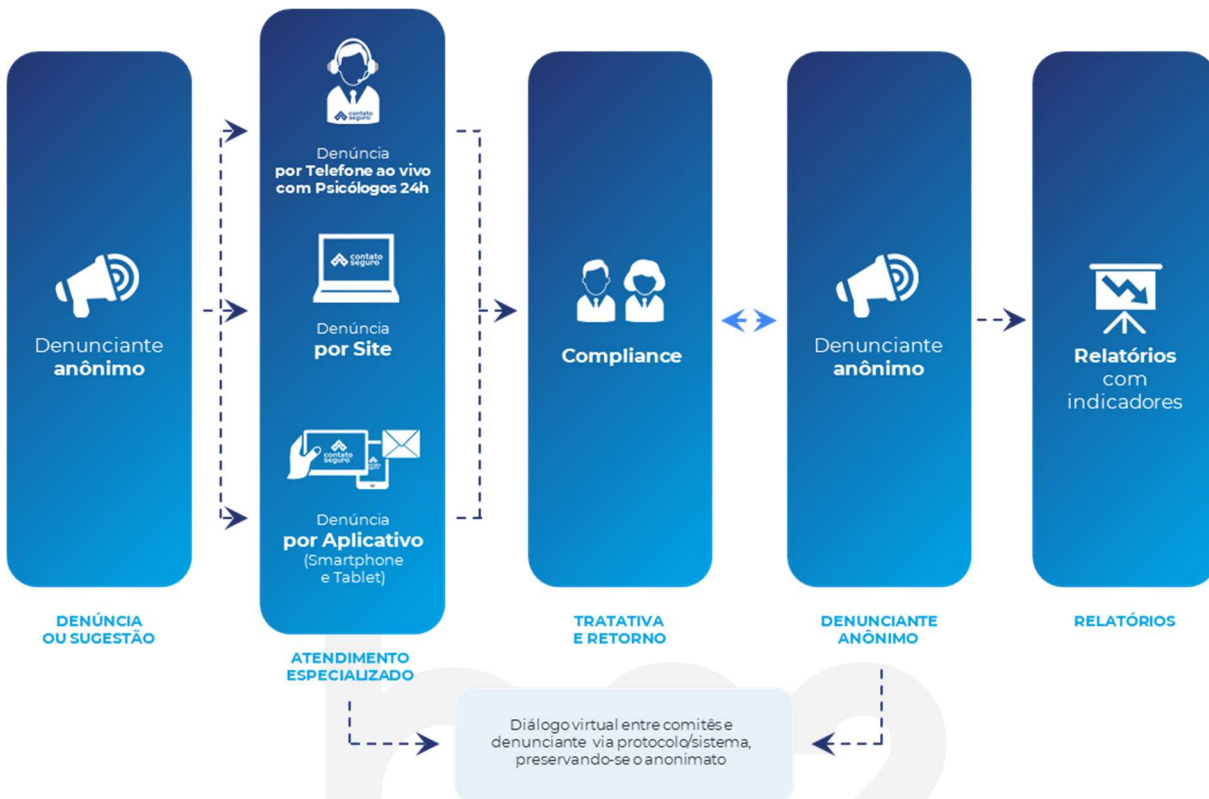 Denunciante
anônimo
DENÚNCIA
OU SUGESTÃO
contato
seguro
Denúncia
por Telefone ao vivo
com Psicólogos 24h
contato
seguro
Denúncia
por Site
contato
seguro
Denúncia
por Aplicativo
(Smartphone
e Tablet)
ATENDIMENTO
ESPECIALIZADO
Compliance
TRATATIVA
E RETORNO
Denunciante
anônimo
DENUNCIANTE
ANÔNIMO
Relatórios
com
indicadores
RELATÓRIOS
Diálogo virtual entre comitês e
denunciante via protocolo/sistema,
preservando-se o anonimato